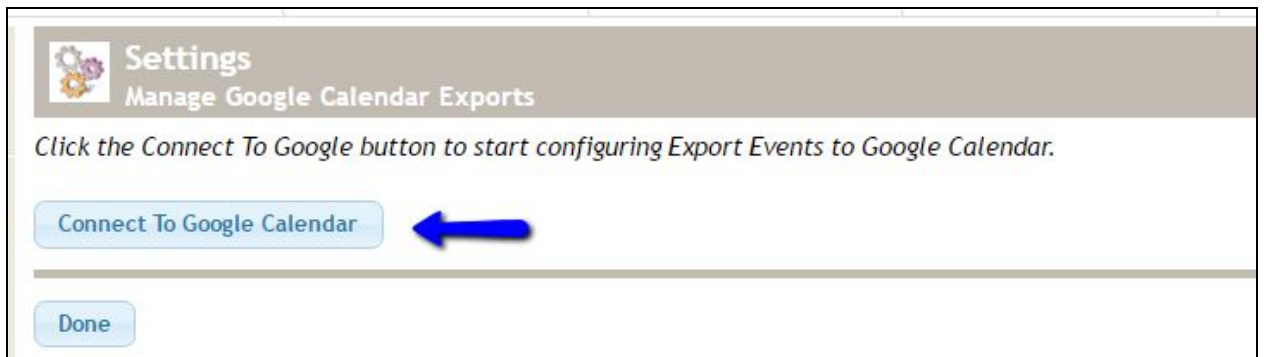 Settings
Manage Google Calendar Exports
Click the Connect To Google button to start configuring Export Events to Google Calendar.
Connect To Google Calendar
Done